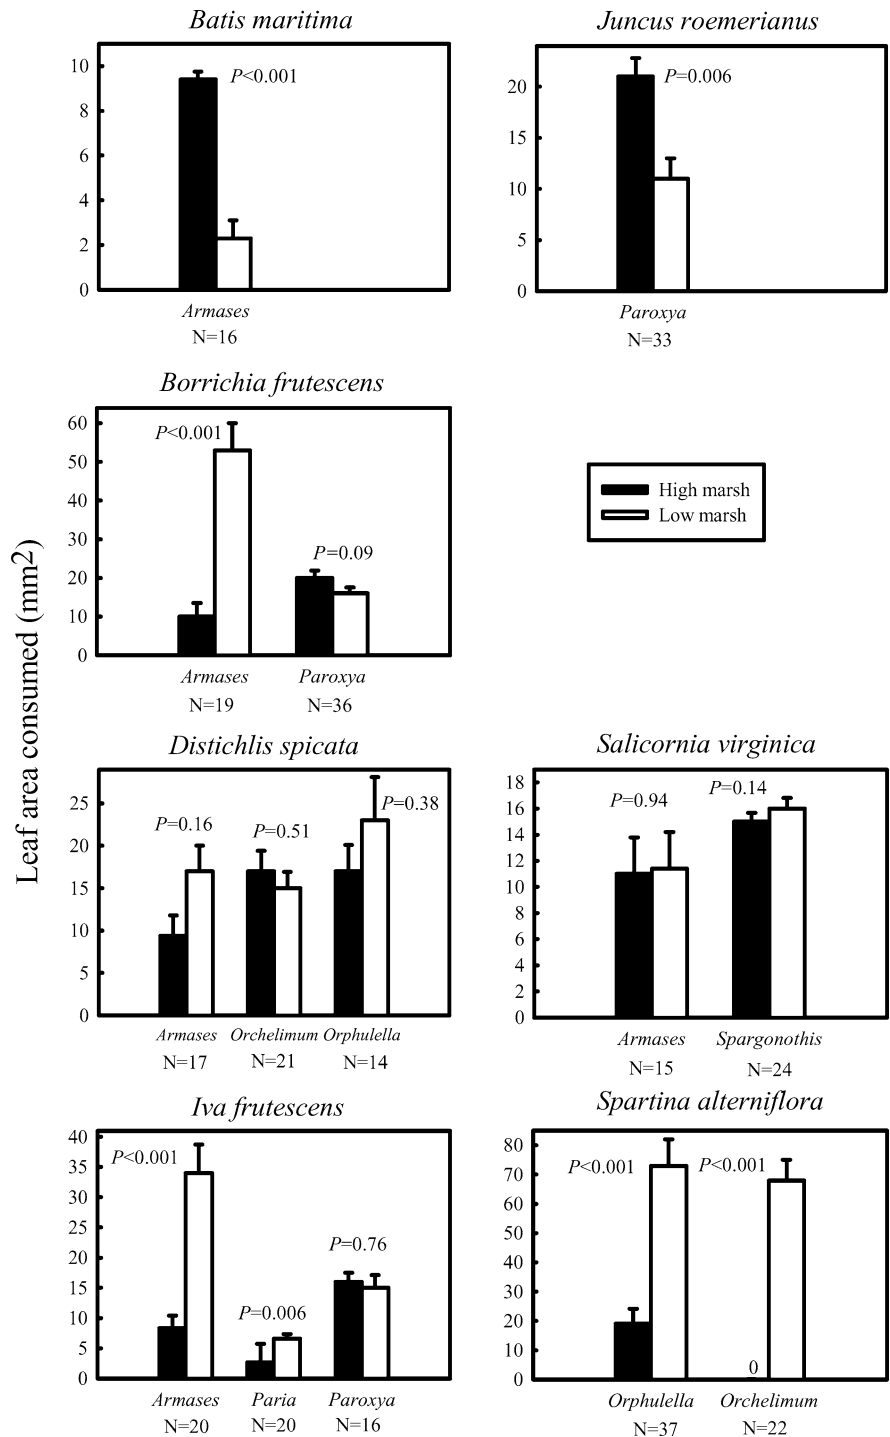 Leaf area consumed (mm2)
Batis maritima
10
8
6
4
2
0
P<0.001
Armases
N=16
Juncus roemerianus
20
15
10
5
0
P=0.006
Paroxya
N=33
Borrichia frutescens
60
50
40
30
20
10
0
P<0.001
P=0.09
Armases Paroxya
N=19 N=36
High marsh
Low marsh
Distichlis spicata
25
20
15
10
5
0
P=0.16 P=0.51 P=0.38
Armases Orchelimum Orphulella
N=17 N=21 N=14
Salicornia virginica
18
16
14
12
10
8
6
4
2
0
P=0.94 P=0.14
Armases Spargonothis
N=15 N=24
Iva frutescens
40
35
30
25
20
15
10
5
0
P<0.001
P=0.006
P=0.76
Armases Paria Paroxya
N=20 N=20 N=16
Spartina alterniflora
80
70
60
50
40
30
20
10
0
P<0.001 P<0.001
0
Orphulella Orchelimum
N=37 N=22